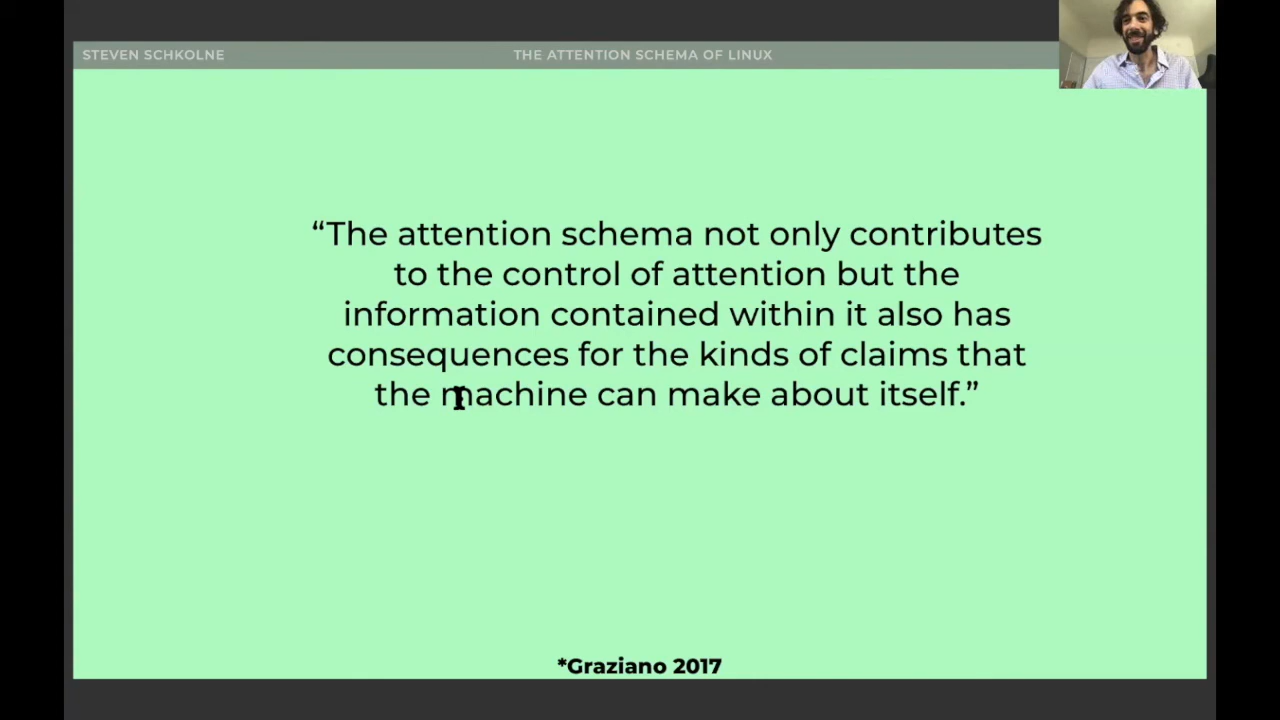 STEVEN SCHKOLNE
THE ATTENTION SCHEMA OF LINUX
“The attention schema not only contributes
to the control of attention but the
information contained within it also has
consequences for the kinds of claims that
the machine can make about itself.”
*Graziano 2017